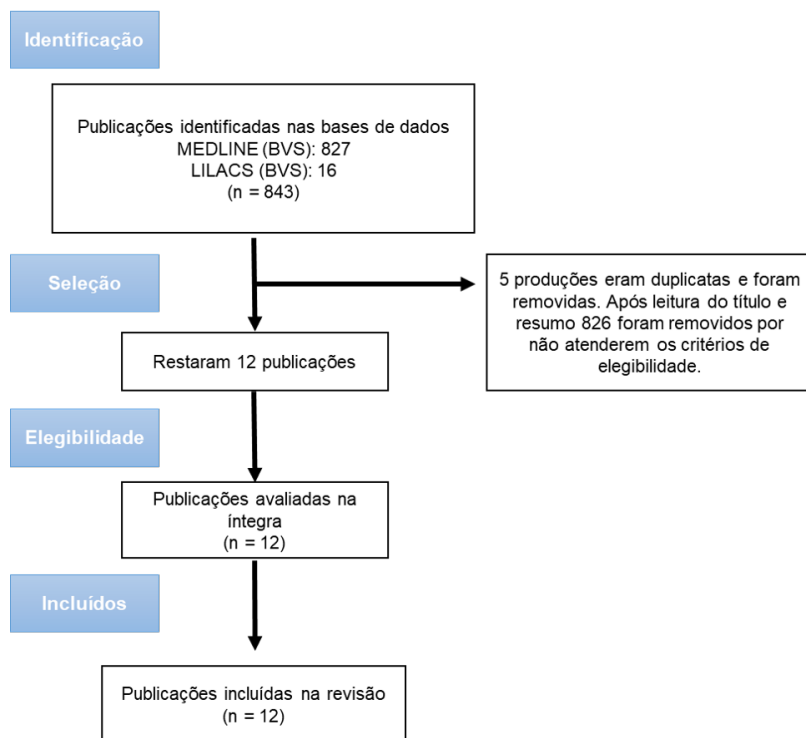 Identificação
Publicações identificadas nas bases de dados
MEDLINE (BVS): 827
LILACS (BVS): 16
(n = 843)
Seleção
5 produções eram duplicatas e foram
removidas. Após leitura do título e
resumo 826 foram removidos por
não atenderem os critérios de
elegibilidade.
Restaram 12 publicações
Elegibilidade
Publicações avaliadas na
íntegra
(n = 12)
Incluídos
Publicações incluídas na revisão
(n = 12)